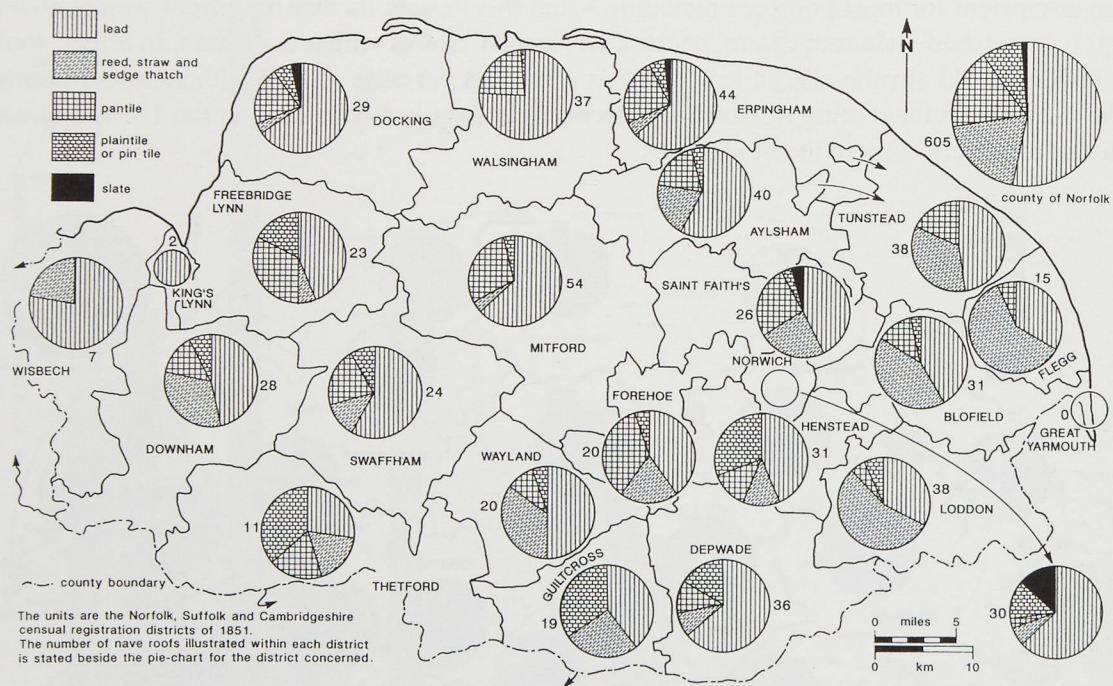 lead
reed, straw and
sedge thatch
pantile
plaintile
or pin tile
slate
N
29
DOCKING
37
WALSINGHAM
44
ERPINGHAM
605
county of Norfolk
FREEBRIDGE
LYNN
23
40
AYLSHAM
TUNSTEAD
38
2
KING'S
LYNN
7
WISBECH
54
MITFORD
SAINT FAITH'S
26
NORWICH
15
FLEGG
31
BLOFIELD
0
GREAT
YARMOUTH
28
DOWNHAM
24
SWAFFHAM
FOREHOE
20
HENSTEAD
31
WAYLAND
20
38
LODDON
11
THETFORD
GUILTCROSS
19
DEPWADE
36
30
county boundary
The units are the Norfolk, Suffolk and Cambridgeshire
censual registration districts of 1851.
The number of nave roofs illustrated within each district
is stated beside the pie-chart for the district concerned.
0 miles 5
0 km 10